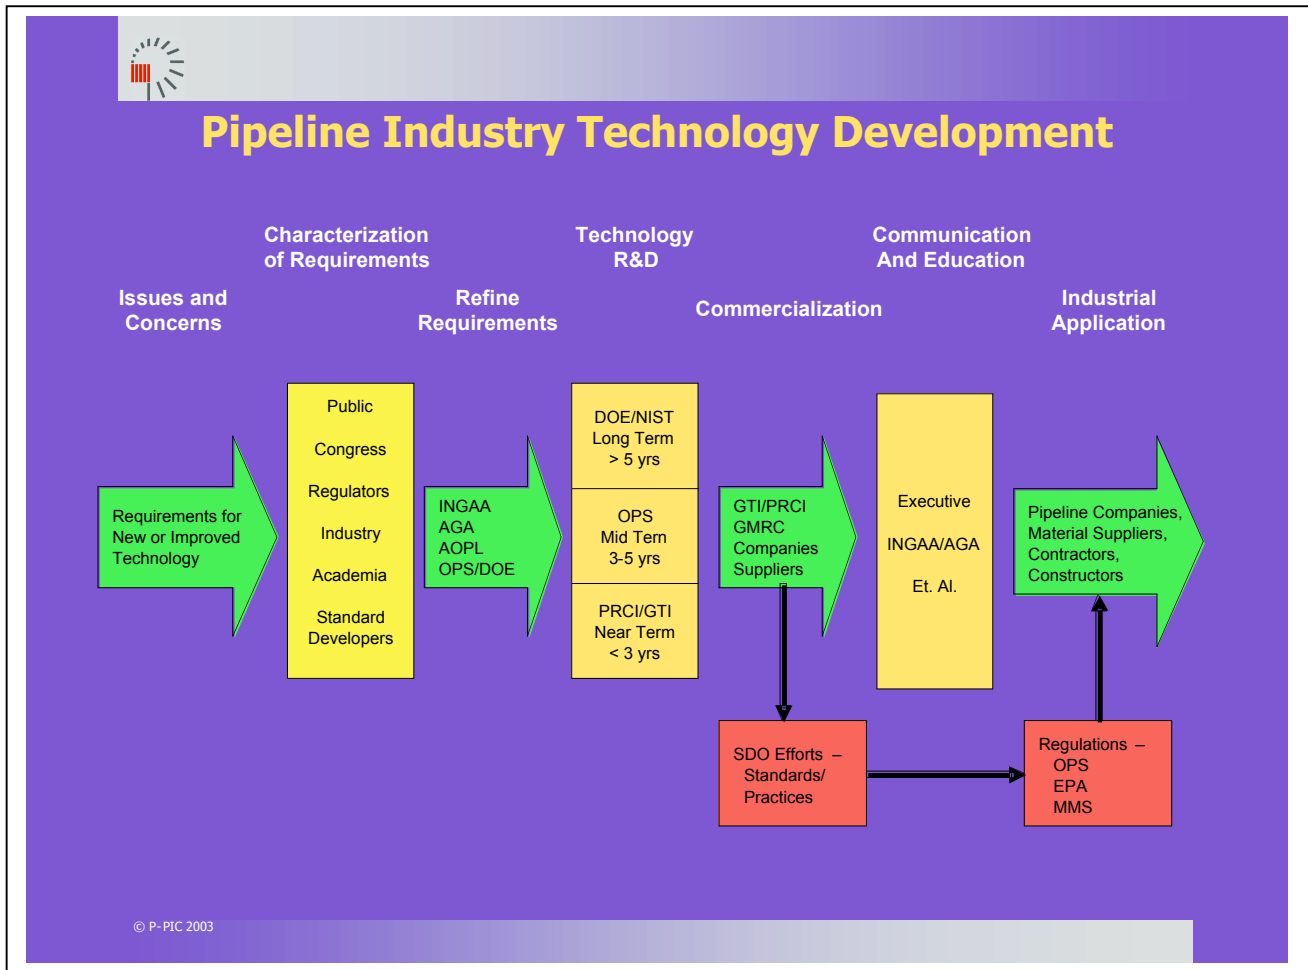 Pipeline Industry Technology Development
Characterization
of Requirements
Technology
R&D
Communication
And Education
Issues and
Concerns
Refine
Requirements
Commercialization
Industrial
Application
Requirements for
New or Improved
Technology
Public
Congress
Regulators
Industry
Academia
Standard
Developers
INGAA
AGA
AOPL
OPS/DOE
DOE/NIST
Long Term
> 5 yrs
OPS
Mid Tern
3-5 yrs
PRCI/GTI
Near Term
< 3 yrs
GTI/PRCI
GMRC
Companies
Suppliers
Executive
INGAA/AGA
Et. Al.
Pipeline Companies,
Material Suppliers,
Contractors,
Constructors
SDO Efforts –
Standards/
Practices
Regulations –
OPS
EPA
MMS
© P-PIC 2003